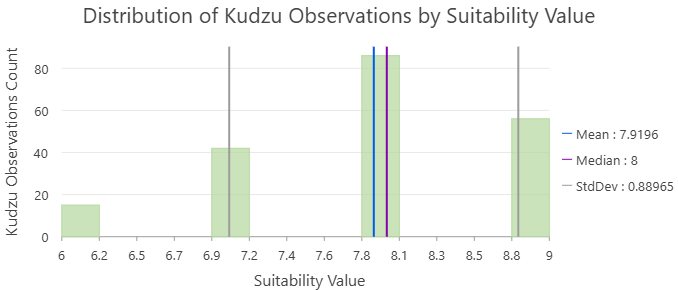 Distribution of Kudzu Observations by Suitability Value
Kudzu Observations Count
80
60
40
20
0
6 6.2 6.5 6.7 6.9 7.2 7.4 7.6 7.8 8.1 8.3 8.5 8.8 9
Suitability Value
Mean : 7.9196
Median : 8
StdDev : 0.88965